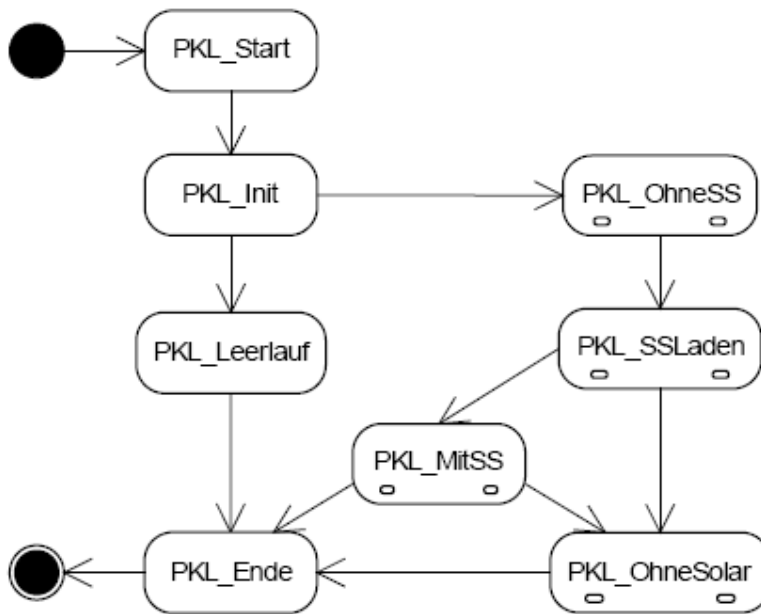 PKL_Start
PKL_Init
PKL_OhneSS
PKL_Leerlauf
PKL_SSLaden
PKL_MitSS
PKL_Ende
PKL_OhneSolar